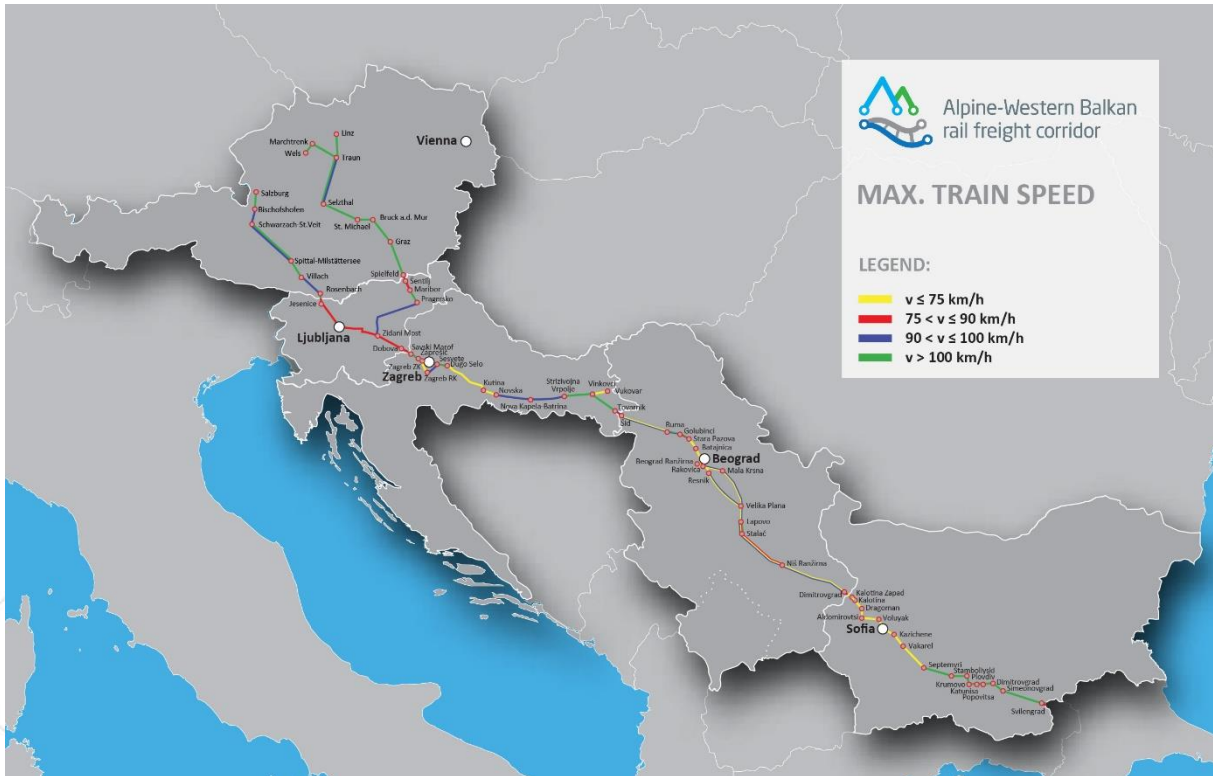 Alpine-Western Balkan
rail freight corridor
MAX. TRAIN SPEED
LEGEND:
v ≤ 75 km/h
75 < v ≤ 90 km/h
90 < v ≤ 100 km/h
v > 100 km/h
Linz
Marchtrenk
Wels
Traun
Vienna
Salzburg
Bischofshofen
Schwarzach-St.Veit
Selzthal
St. Michael
Bruck a.d. Mur
Graz
Spittal-Milstättersee
Villach
Rosenbach
Jesenice
Spielfeld
Sentilj
Maribor
Pragersko
Ljubljana
Zidani Most
Dobova
Savski Marof
Zaprešić
Sesvete
Dugo Selo
Zagreb ZK
Zagreb
Zagreb RK
Kutina
Novska
Nova Kapela-Batrina
Strizivojna
Vrpolje
Vinkovci
Vukovar
Tovarnik
Šid
Ruma
Golubinci
Stara Pazova
Batajnica
Beograd
Beograd Ranžirna
Rakovica
Resnik
Mala Krsna
Velika Plana
Lapovo
Stalać
Niš Ranžirna
Dimitrovgrad
Kalotina Zapad
Kalotina
Dragoman
Aldomirovtsi
Voluyak
Sofia
Kazichene
Vakarel
Septemvri
Stamboliyski
Plovdiv
Krumovo
Katunitsa
Popovitsa
Dimitrovgrad
Simeonovgrad
Svilengrad